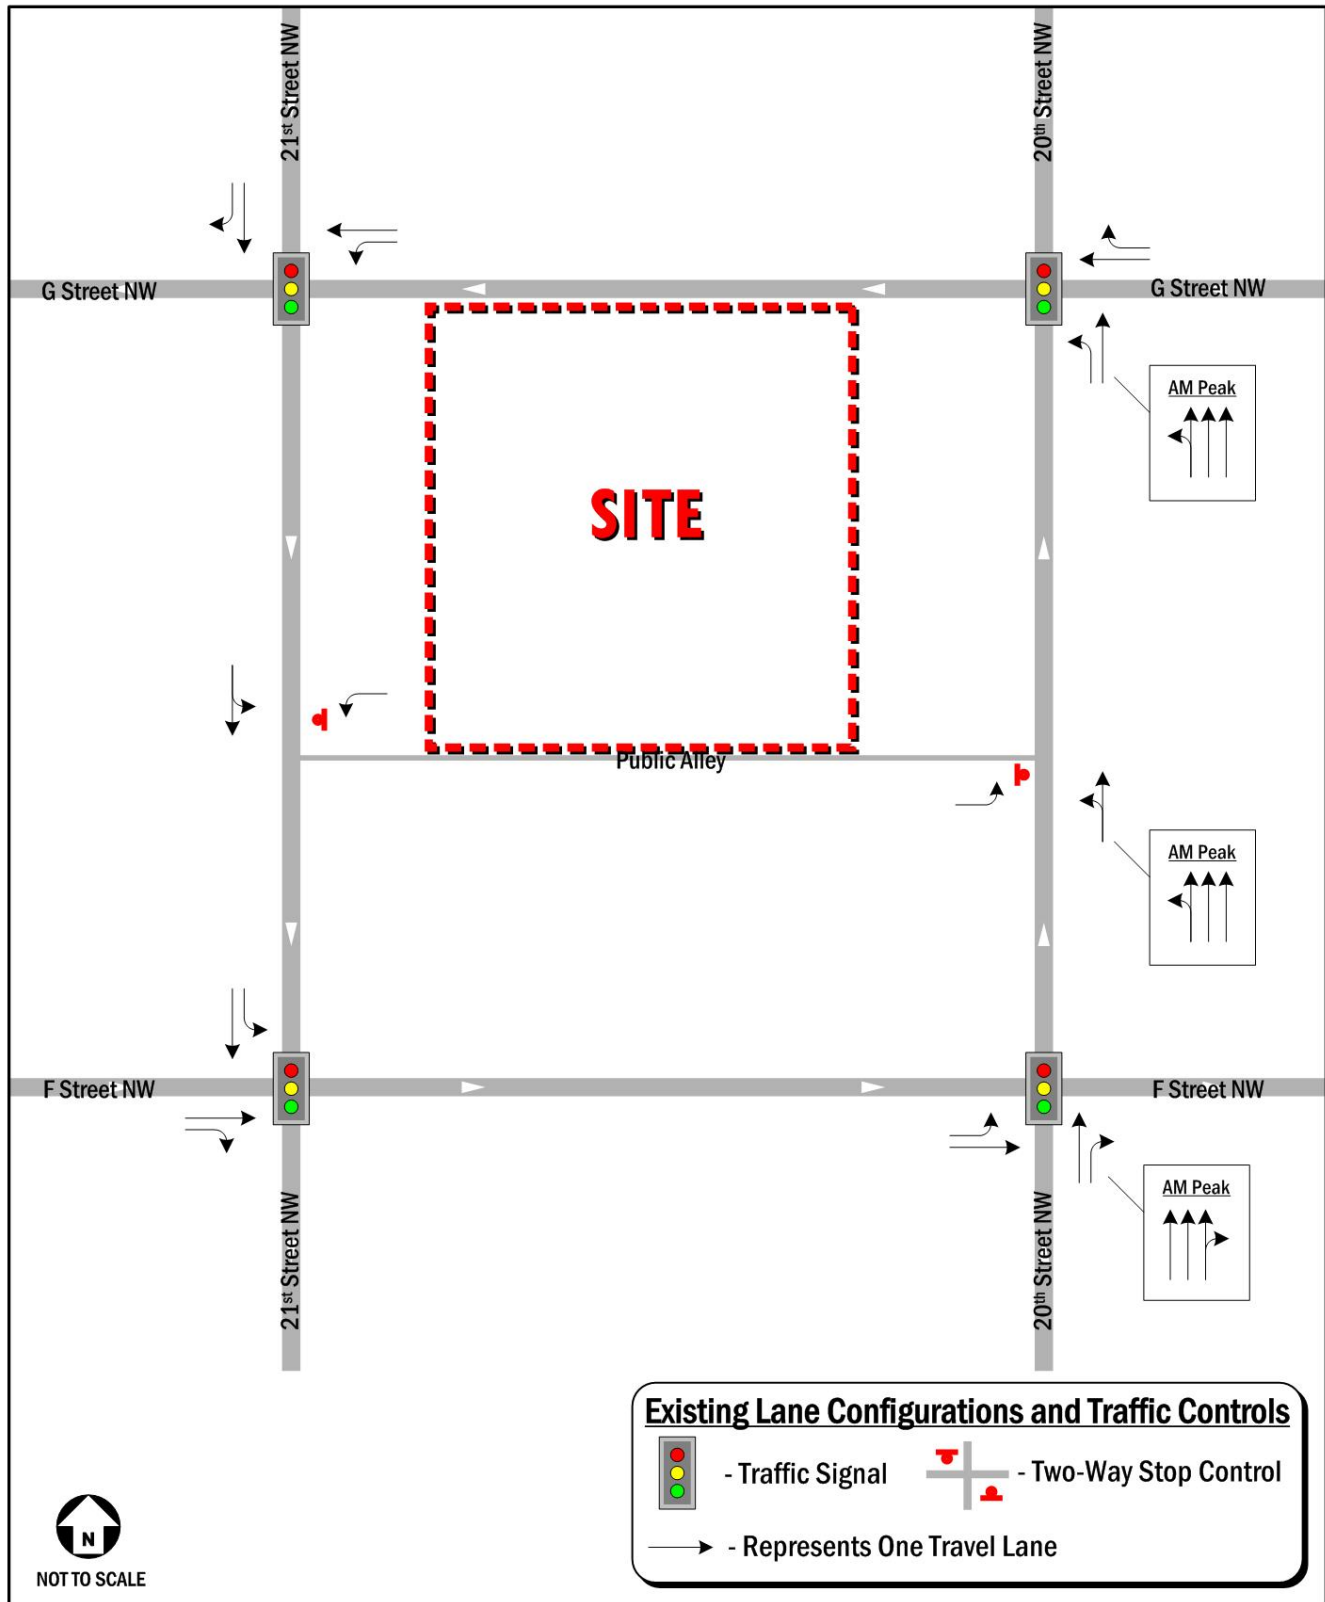 21st Street NW
20th Street NW
G Street NW
G Street NW
AM Peak
SITE
Public Alley
AM Peak
F Street NW
F Street NW
AM Peak
21st Street NW
20th Street NW
Existing Lane Configurations and Traffic Controls
- Traffic Signal
- Two-Way Stop Control
- Represents One Travel Lane
N
NOT TO SCALE